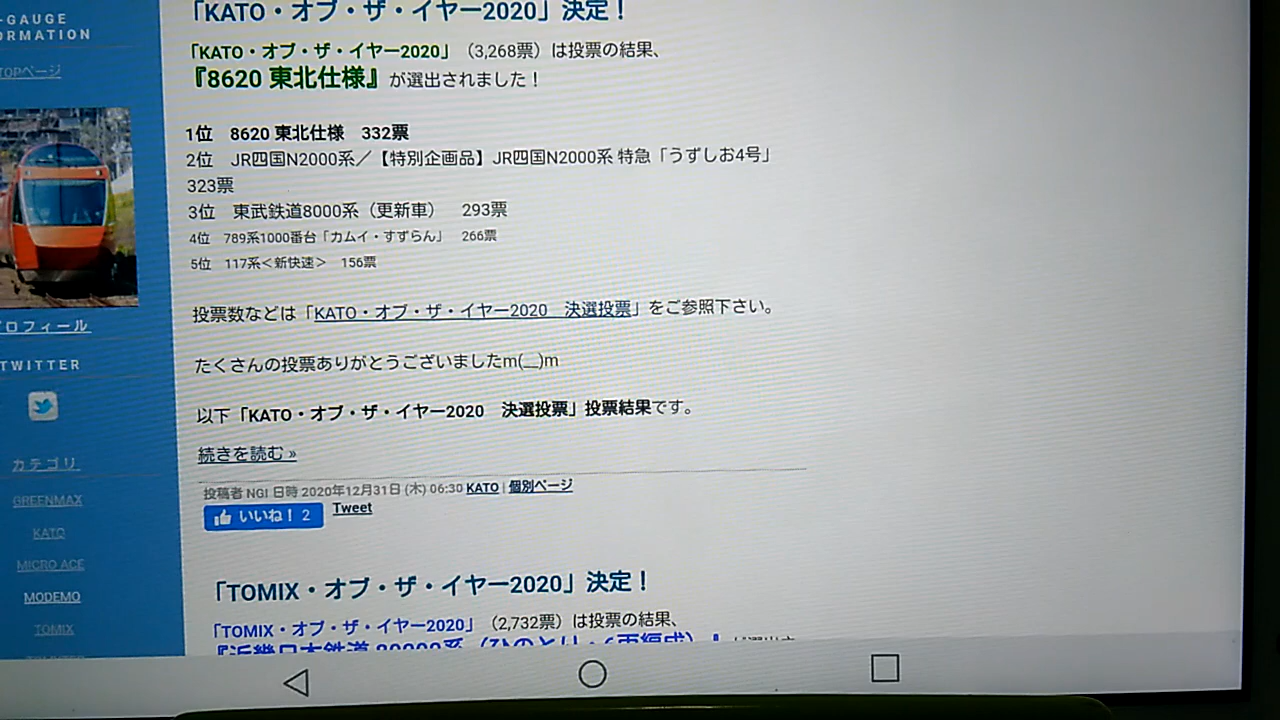 -GAUGE
ORMATION
TOPページ
ロフィール
TWITTER
カテゴリ
GREENMAX
KATO
MICRO ACE
MODEMO
TOMIX
「KATO・オブ・ザ・イヤー2020」決定！
「KATO・オブ・ザ・イヤー2020」（3,268票）は投票の結果、
『8620 東北仕様』が選出されました！
1位　8620 東北仕様　332票
2位　JR四国N2000系／【特別企画品】JR四国N2000系 特急「うずしお4号」
323票
3位　東武鉄道8000系（更新車）　293票
4位　789系1000番台「カムイ・すずらん」　266票
5位　117系＜新快速＞　156票
投票数などは「KATO・オブ・ザ・イヤー2020　決選投票」をご参照下さい。
たくさんの投票ありがとうございましたm(__)m
以下「KATO・オブ・ザ・イヤー2020　決選投票」投票結果です。
続きを読む »
投稿者 NGI 日時 2020年12月31日 (木) 06:30 KATO | 個別ページ
いいね！ 2 Tweet
「TOMIX・オブ・ザ・イヤー2020」決定！
「TOMIX・オブ・ザ・イヤー2020」（2,732票）は投票の結果、